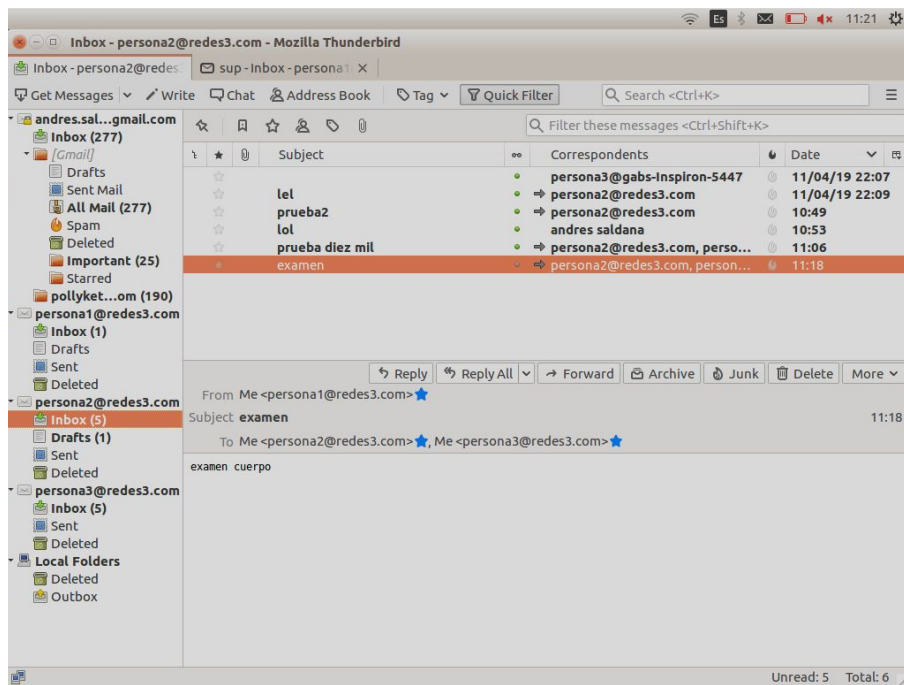 Es 11:21
Inbox - persona2@redes3.com - Mozilla Thunderbird
Inbox - persona2@redes3 sup - Inbox - persona1
Get Messages Write Chat Address Book Tag Quick Filter Search <Ctrl+K>
andres.sal...gmail.com
Inbox (277)
[Gmail]
Drafts
Sent Mail
All Mail (277)
Spam
Deleted
Important (25)
Starred
pollyket...om (190)
persona1@redes3.com
Inbox (1)
Drafts
Sent
Deleted
persona2@redes3.com
Inbox (5)
Drafts (1)
Sent
Deleted
persona3@redes3.com
Inbox (5)
Sent
Deleted
Local Folders
Deleted
Outbox
Filter these messages <Ctrl+Shift+K>
Subject Correspondents Date
persona3@gabs-Inspiron-5447 11/04/19 22:07
lel persona2@redes3.com 11/04/19 22:09
prueba2 persona2@redes3.com 10:49
lol andres saldana 10:53
prueba diez mil persona2@redes3.com, perso... 11:06
examen persona2@redes3.com, person... 11:18
Reply Reply All Forward Archive Junk Delete More
From Me <persona1@redes3.com>
Subject examen 11:18
To Me <persona2@redes3.com>, Me <persona3@redes3.com>
examen cuerpo
Unread: 5 Total: 6